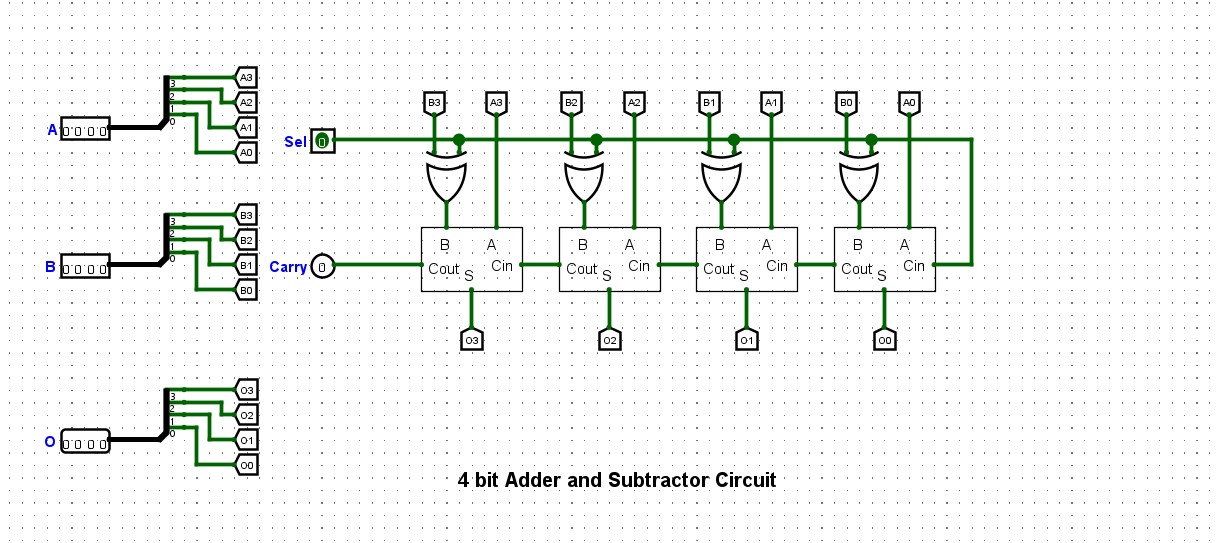 A3
3
A2
2
1
A1
A
0 0 0 0
0
A0
B3
A3
B2
A2
B1
A1
B0
A0
Sel
0
B3
3
B2
2
1
B1
B
0 0 0 0
0
B0
Carry
0
B A
Cout S Cin
B A
Cout S Cin
B A
Cout S Cin
B A
Cout S Cin
O3
O2
O1
O0
O3
3
O2
2
1
O1
O
0 0 0 0
0
O0
4 bit Adder and Subtractor Circuit